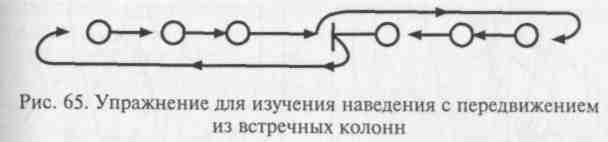 Рис. 65. Упражнение для изучения наведения с передвижением
из встречных колонн